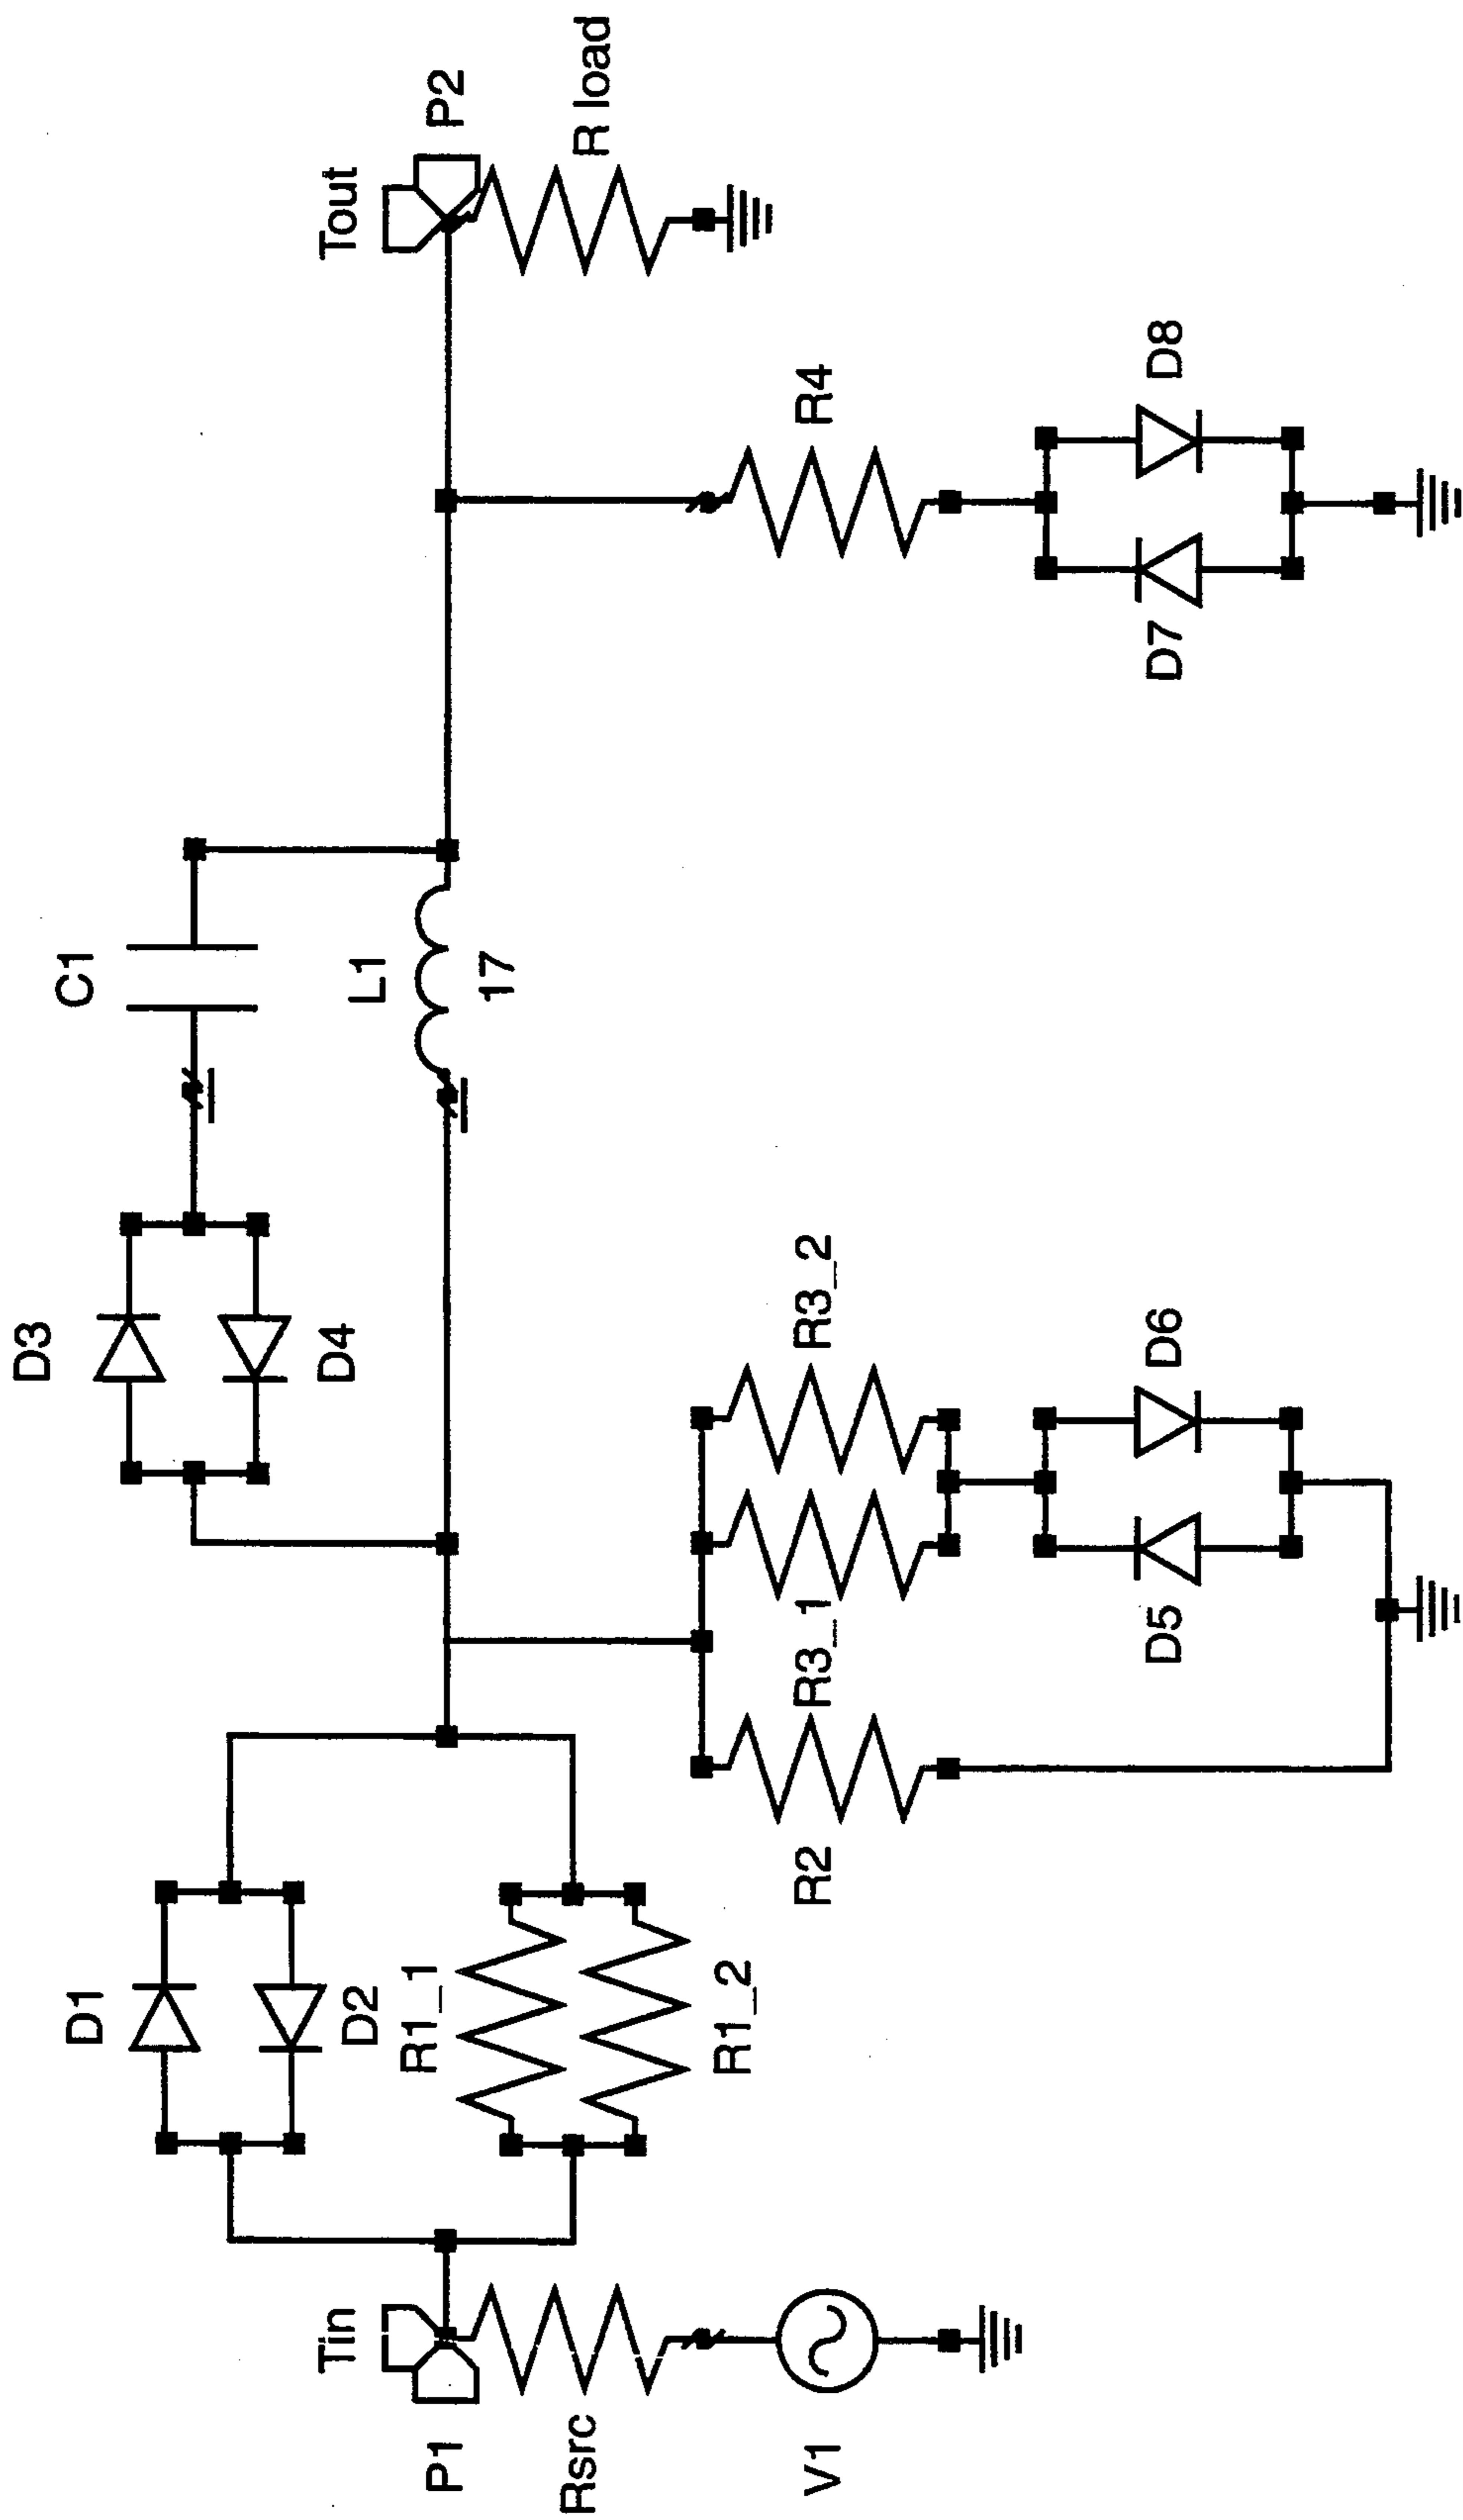 Tin
P1
Rsrc
V1
D1
D2
R1_1
R1_2
R2
R3_1
R3_2
D3
D4
D5
D6
C1
L1
17
R4
D7
D8
Tout
P2
R load